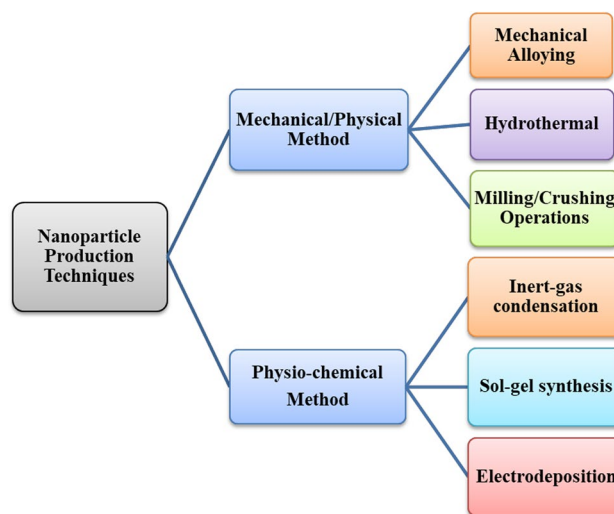 Nanoparticle
Production
Techniques
Mechanical/Physical
Method
Mechanical
Alloying
Hydrothermal
Milling/Crushing
Operations
Physio-chemical
Method
Inert-gas
condensation
Sol-gel synthesis
Electrodeposition